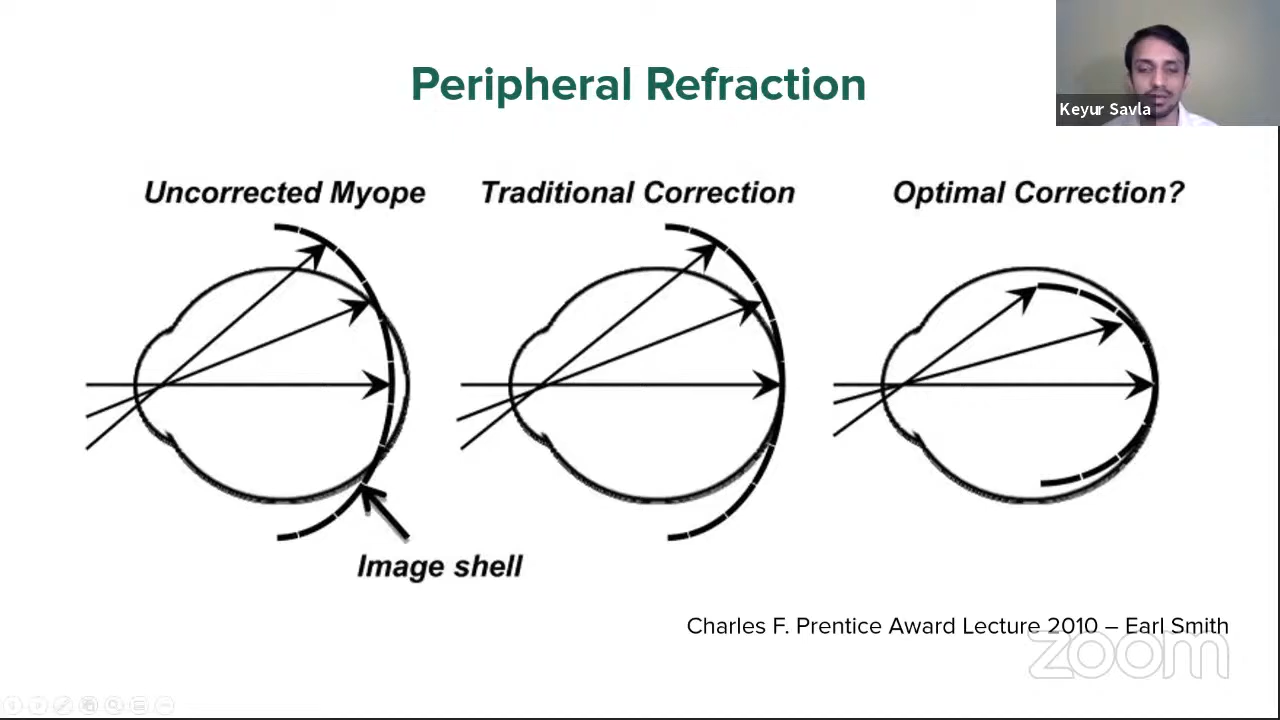 Peripheral Refraction
Keyur Savla
Uncorrected Myope
Traditional Correction
Optimal Correction?
Image shell
Charles F. Prentice Award Lecture 2010 – Earl Smith
zoom